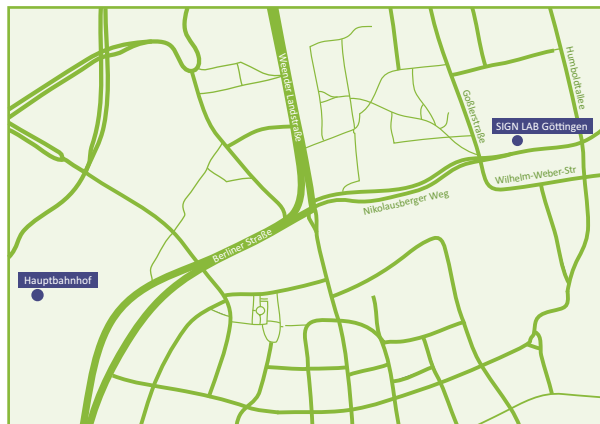 Weender Landstraße
Humboldtallee
Goßlerstraße
SIGN LAB Göttingen
Wilhelm-Weber-Str
Nikolausberger Weg
Berliner Straße
Hauptbahnhof